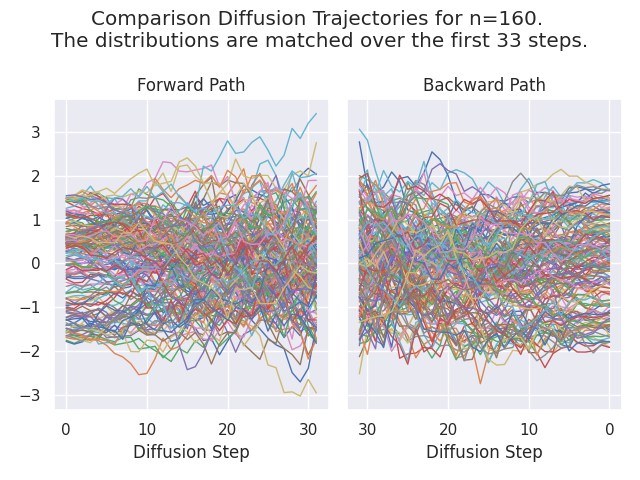 Comparison Diffusion Trajectories for n=160.
The distributions are matched over the first 33 steps.
Forward Path
Backward Path
3
2
1
0
−1
−2
−3
0 10 20 30
30 20 10 0
Diffusion Step
Diffusion Step